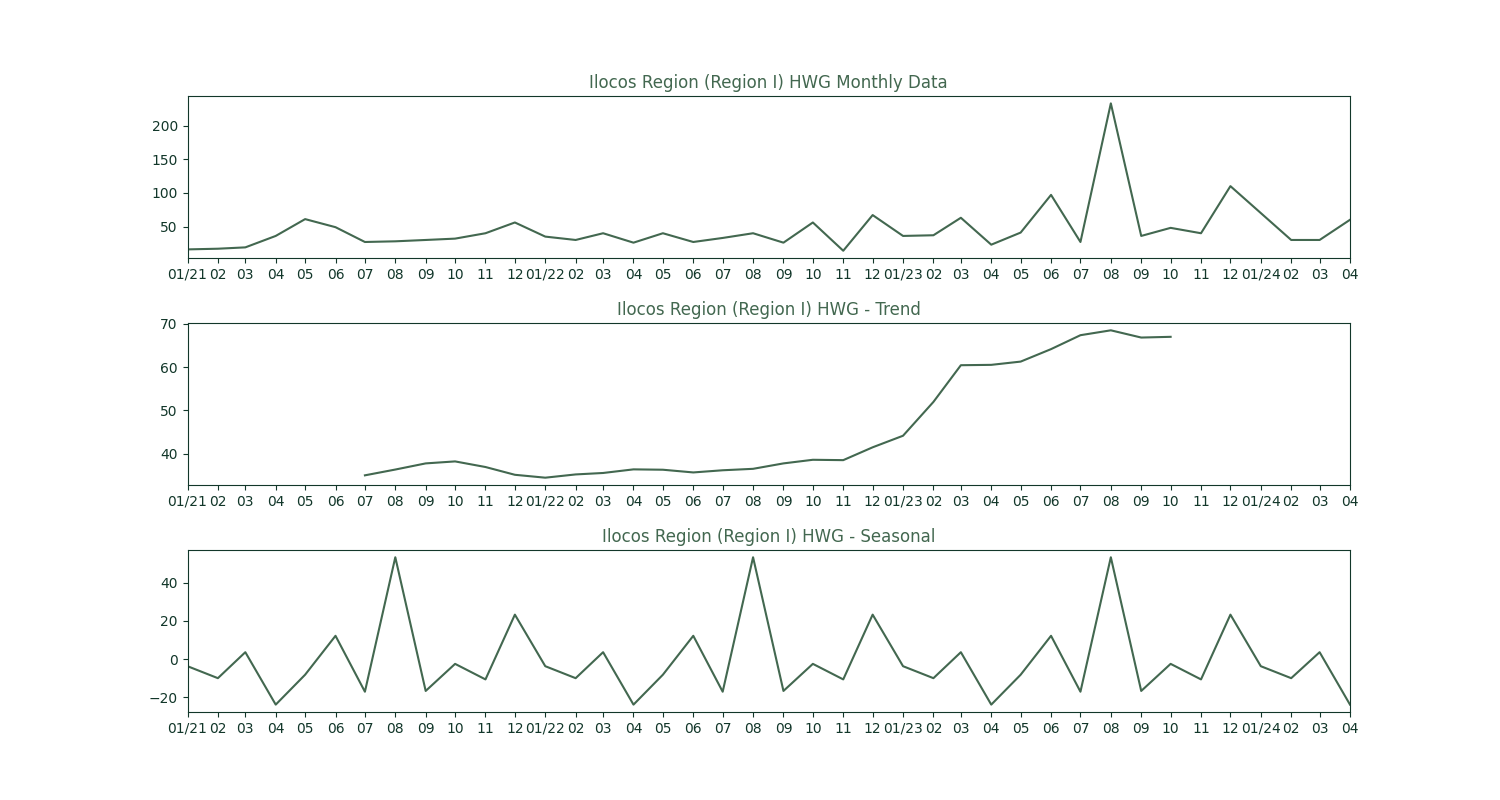 Ilocos Region (Region I) HWG Monthly Data
200
150
100
50
01/21 02 03 04 05 06 07 08 09 10 11 12 01/22 02 03 04 05 06 07 08 09 10 11 12 01/23 02 03 04 05 06 07 08 09 10 11 12 01/24 02 03 04
Ilocos Region (Region I) HWG - Trend
70
60
50
40
01/21 02 03 04 05 06 07 08 09 10 11 12 01/22 02 03 04 05 06 07 08 09 10 11 12 01/23 02 03 04 05 06 07 08 09 10 11 12 01/24 02 03 04
Ilocos Region (Region I) HWG - Seasonal
40
20
0
−20
01/21 02 03 04 05 06 07 08 09 10 11 12 01/22 02 03 04 05 06 07 08 09 10 11 12 01/23 02 03 04 05 06 07 08 09 10 11 12 01/24 02 03 04